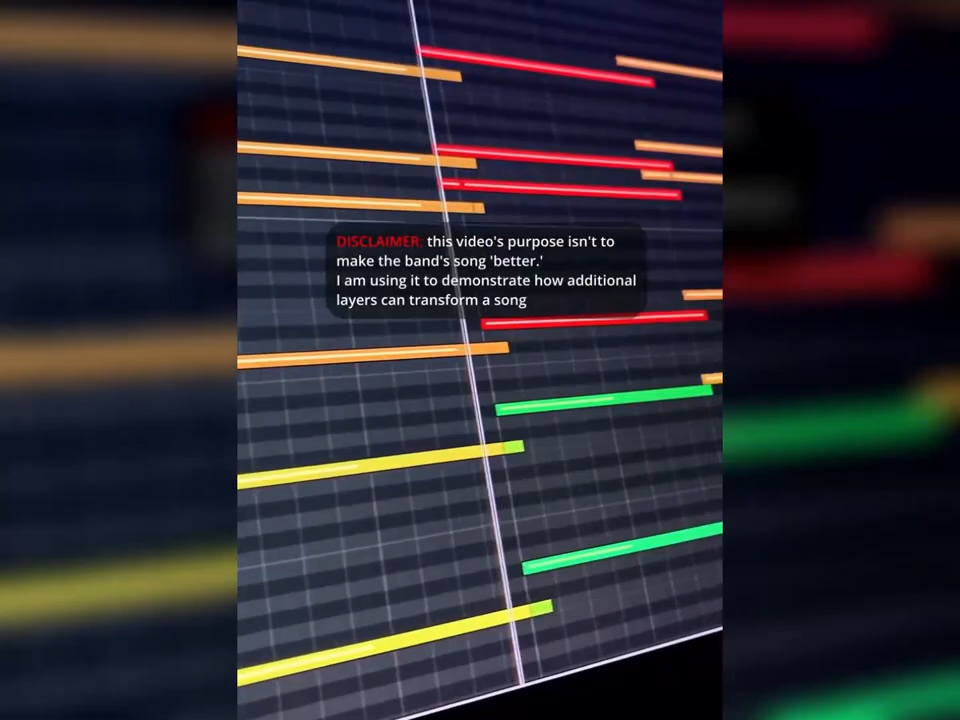 DISCLAIMER: this video's purpose isn't to
make the band's song 'better.'
I am using it to demonstrate how additional
layers can transform a song